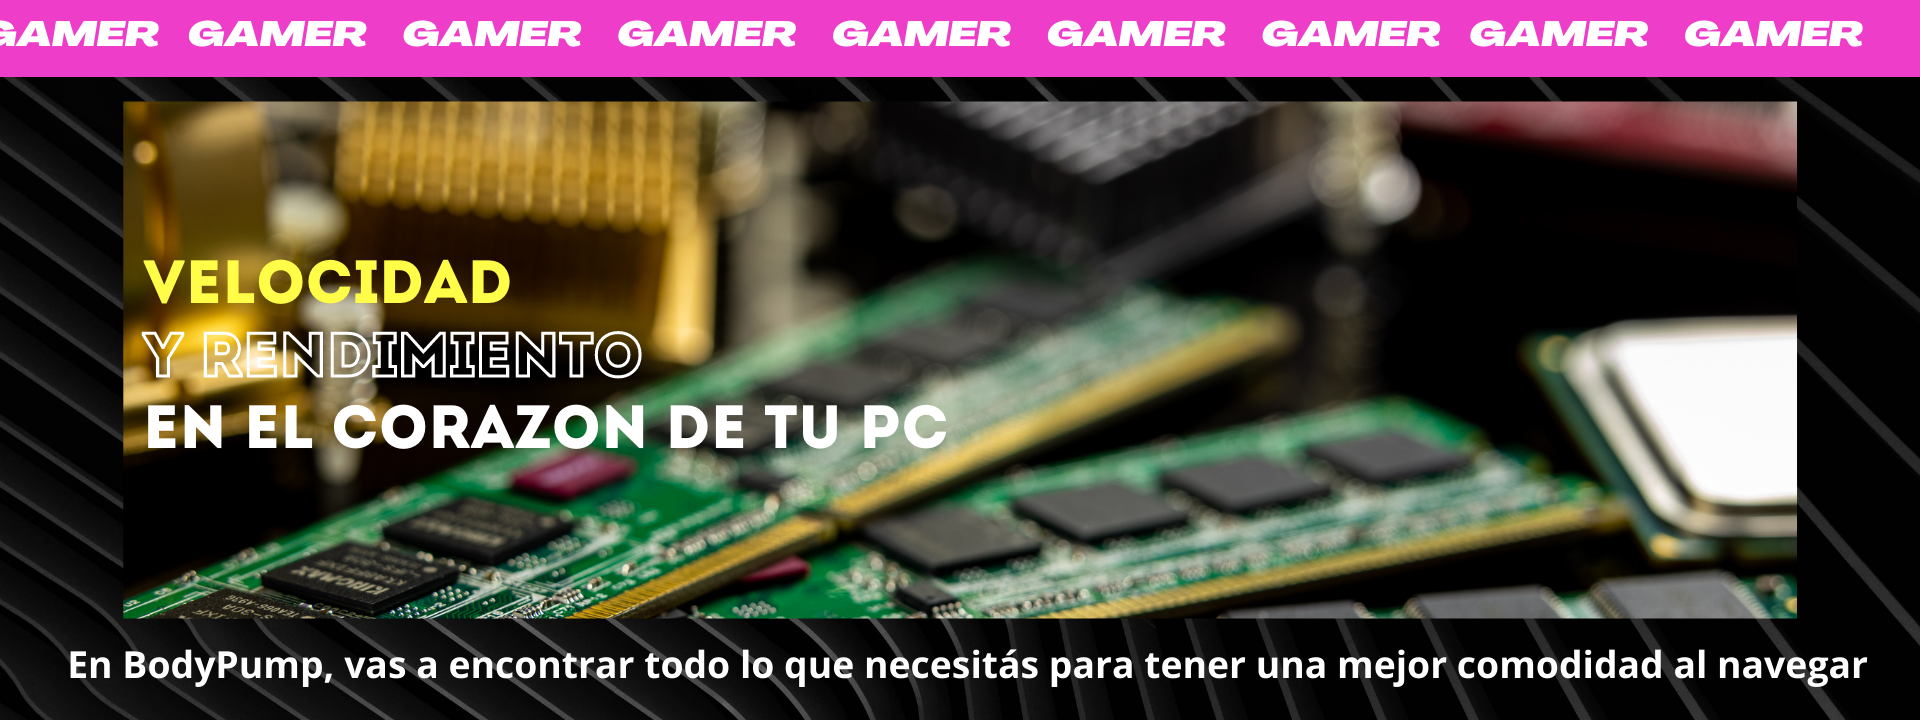 GAMER GAMER GAMER GAMER GAMER GAMER GAMER GAMER GAMER
VELOCIDAD
Y RENDIMIENTO
EN EL CORAZON DE TU PC
KINGMAX
En BodyPump, vas a encontrar todo lo que necesitás para tener una mejor comodidad al navegar